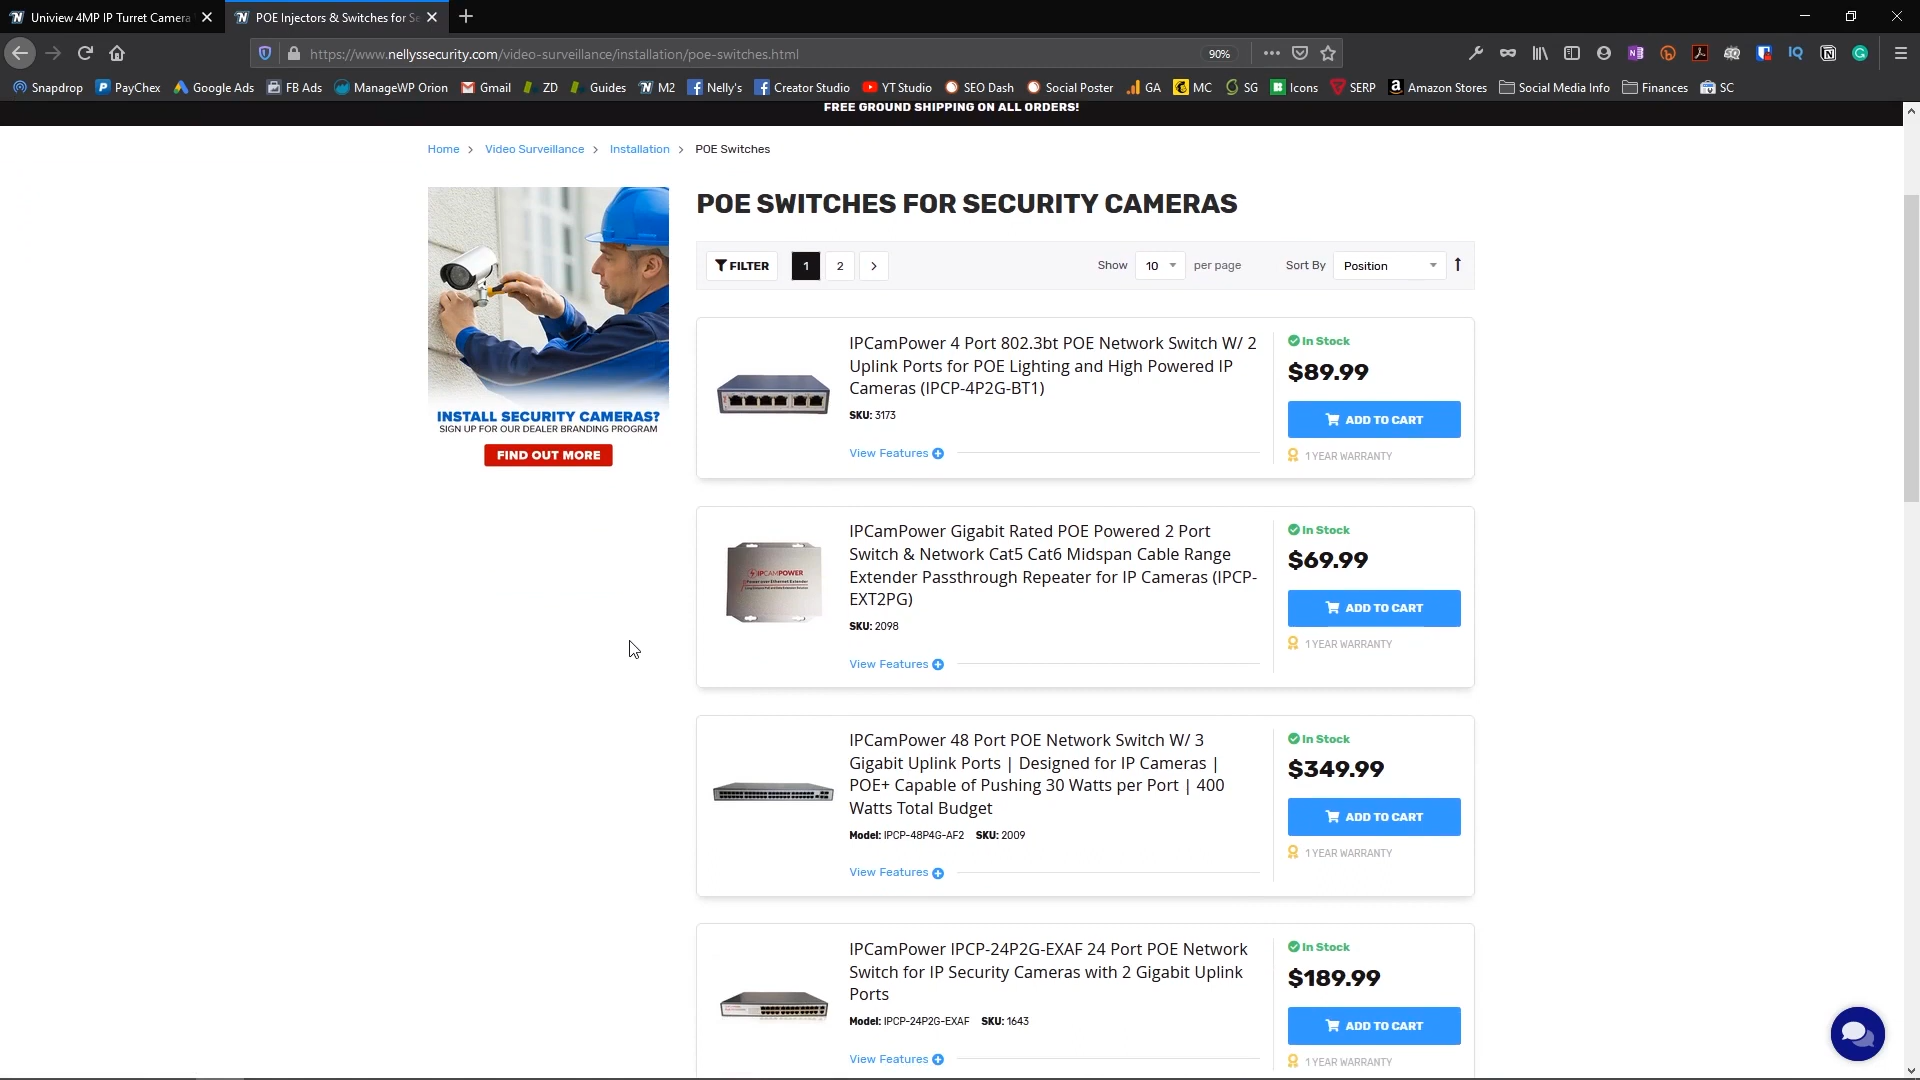 Uniview 4MP IP Turret Camera
POE Injectors & Switches for Se
https://www.nellyssecurity.com/video-surveillance/installation/poe-switches.html
90%
Snapdrop
PayChex
Google Ads
FB Ads
ManageWP Orion
Gmail
ZD
Guides
M2
Nelly's
Creator Studio
YT Studio
SEO Dash
Social Poster
GA
MC
SG
Icons
SERP
Amazon Stores
Social Media Info
Finances
SC
FREE GROUND SHIPPING ON ALL ORDERS!
Home > Video Surveillance > Installation > POE Switches
INSTALL SECURITY CAMERAS?
SIGN UP FOR OUR DEALER BRANDING PROGRAM
FIND OUT MORE
POE SWITCHES FOR SECURITY CAMERAS
FILTER
1
2
Show 10 per page
Sort By Position
IPCamPower 4 Port 802.3bt POE Network Switch W/ 2
Uplink Ports for POE Lighting and High Powered IP
Cameras (IPCP-4P2G-BT1)
SKU: 3173
View Features
In Stock
$89.99
ADD TO CART
1 YEAR WARRANTY
IPCAMPOWER
IPCamPower Gigabit Rated POE Powered 2 Port
Switch & Network Cat5 Cat6 Midspan Cable Range
Extender Passthrough Repeater for IP Cameras (IPCP-
EXT2PG)
SKU: 2098
View Features
In Stock
$69.99
ADD TO CART
1 YEAR WARRANTY
IPCamPower 48 Port POE Network Switch W/ 3
Gigabit Uplink Ports | Designed for IP Cameras |
POE+ Capable of Pushing 30 Watts per Port | 400
Watts Total Budget
Model: IPCP-48P4G-AF2 SKU: 2009
View Features
In Stock
$349.99
ADD TO CART
1 YEAR WARRANTY
IPCamPower IPCP-24P2G-EXAF 24 Port POE Network
Switch for IP Security Cameras with 2 Gigabit Uplink
Ports
Model: IPCP-24P2G-EXAF SKU: 1643
View Features
In Stock
$189.99
ADD TO CART
1 YEAR WARRANTY